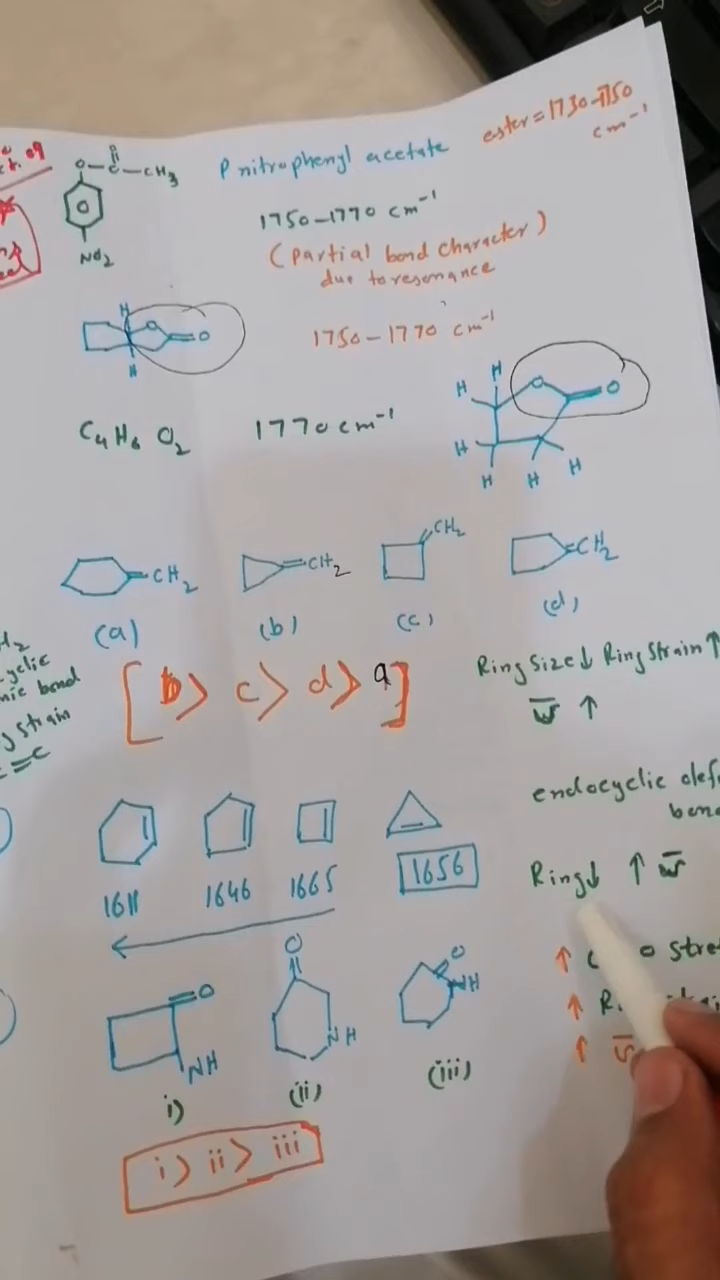 O C CH3
O
NO2
P nitrophenyl acetate
ester = 1730-1750
cm-1
1750-1770 cm-1
(Partial bond character)
due to resonance
H
O
O
H
1750-1770 cm-1
C4H6O2
1770 cm-1
H H O O
H
H H H
CH2
CH2
CH2
CH2
(a)
(b)
(c)
(d)
[b> c> d> a]
Ring Size↓ Ring Strain↑
ῡ ↑
endocyclic
1611
1646
1665
1656
Ring↓ ↑ ῡ
O
NH
i)
O
NH
(ii)
O
NH
(iii)
↑
↑
↑ ῡ
i > ii > iii